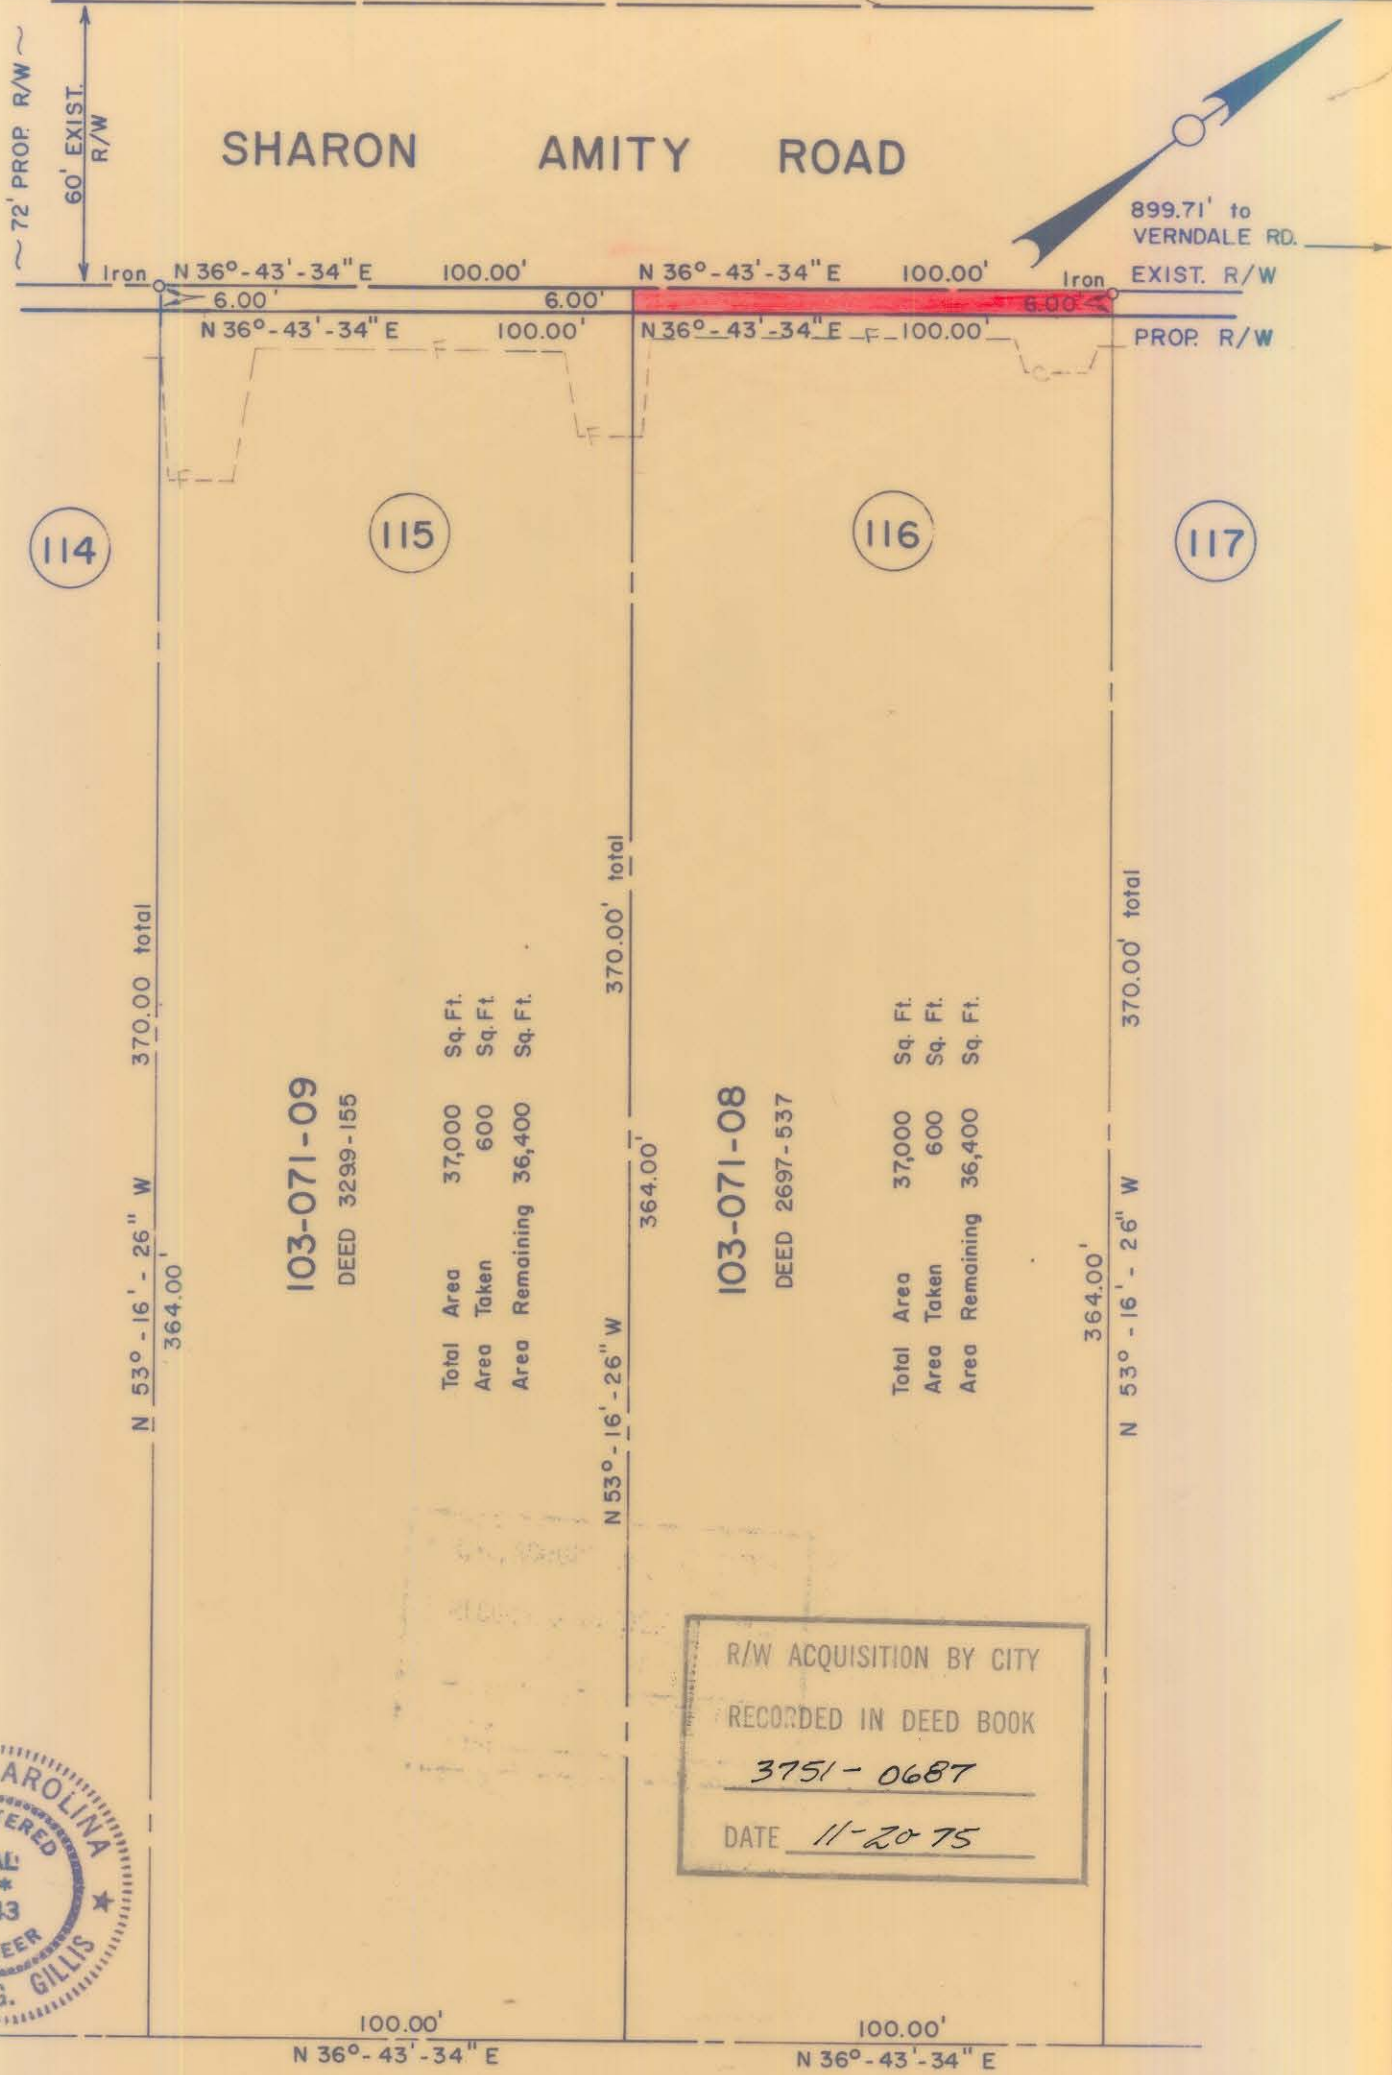 ~ 72' PROP. R/W ~
60' EXIST.
R/W
SHARON AMITY ROAD
899.71' to
VERNDALE RD.
Iron N 36°-43'-34" E 100.00' N 36°-43'-34" E 100.00' Iron EXIST. R/W
6.00' 6.00' 6.00'
N 36°-43'-34" E 100.00' N 36°-43'-34" E F 100.00' PROP. R/W
F
C
F
F
114
115
116
117
N 53°-16'-26" W 370.00 total
364.00'
103-071-09
DEED 3299-155
Total Area 37,000 Sq. Ft.
Area Taken 600 Sq. Ft.
Area Remaining 36,400 Sq. Ft.
N 53°-16'-26" W 370.00' total
364.00'
103-071-08
DEED 2697-537
Total Area 37,000 Sq. Ft.
Area Taken 600 Sq. Ft.
Area Remaining 36,400 Sq. Ft.
364.00'
N 53°-16'-26" W 370.00' total
R/W ACQUISITION BY CITY
RECORDED IN DEED BOOK
3751-0687
DATE 11-20-75
AROLINA
ERED
AL
*
43
EER
G. GILLIS
100.00' 100.00'
N 36°-43'-34" E N 36°-43'-34" E